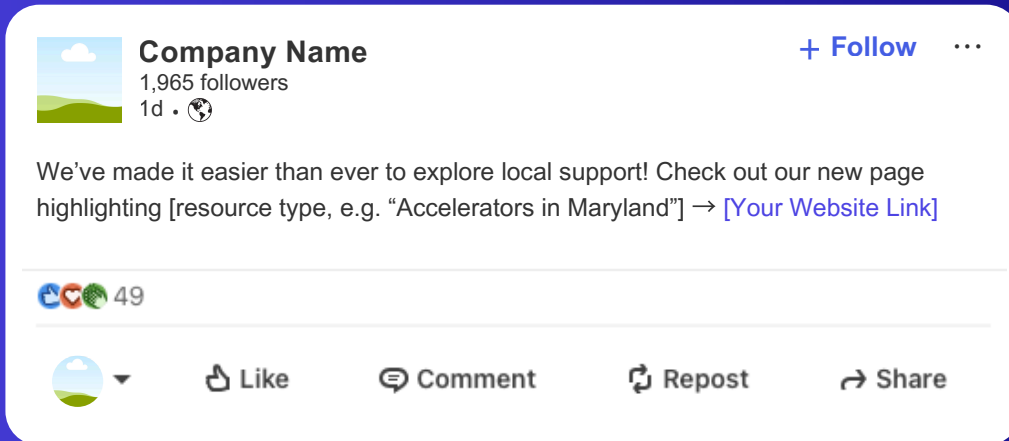 Company Name
+ Follow
1,965 followers
1d •
We’ve made it easier than ever to explore local support! Check out our new page
highlighting [resource type, e.g. “Accelerators in Maryland”] → [Your Website Link]
49
Like
Comment
Repost
Share